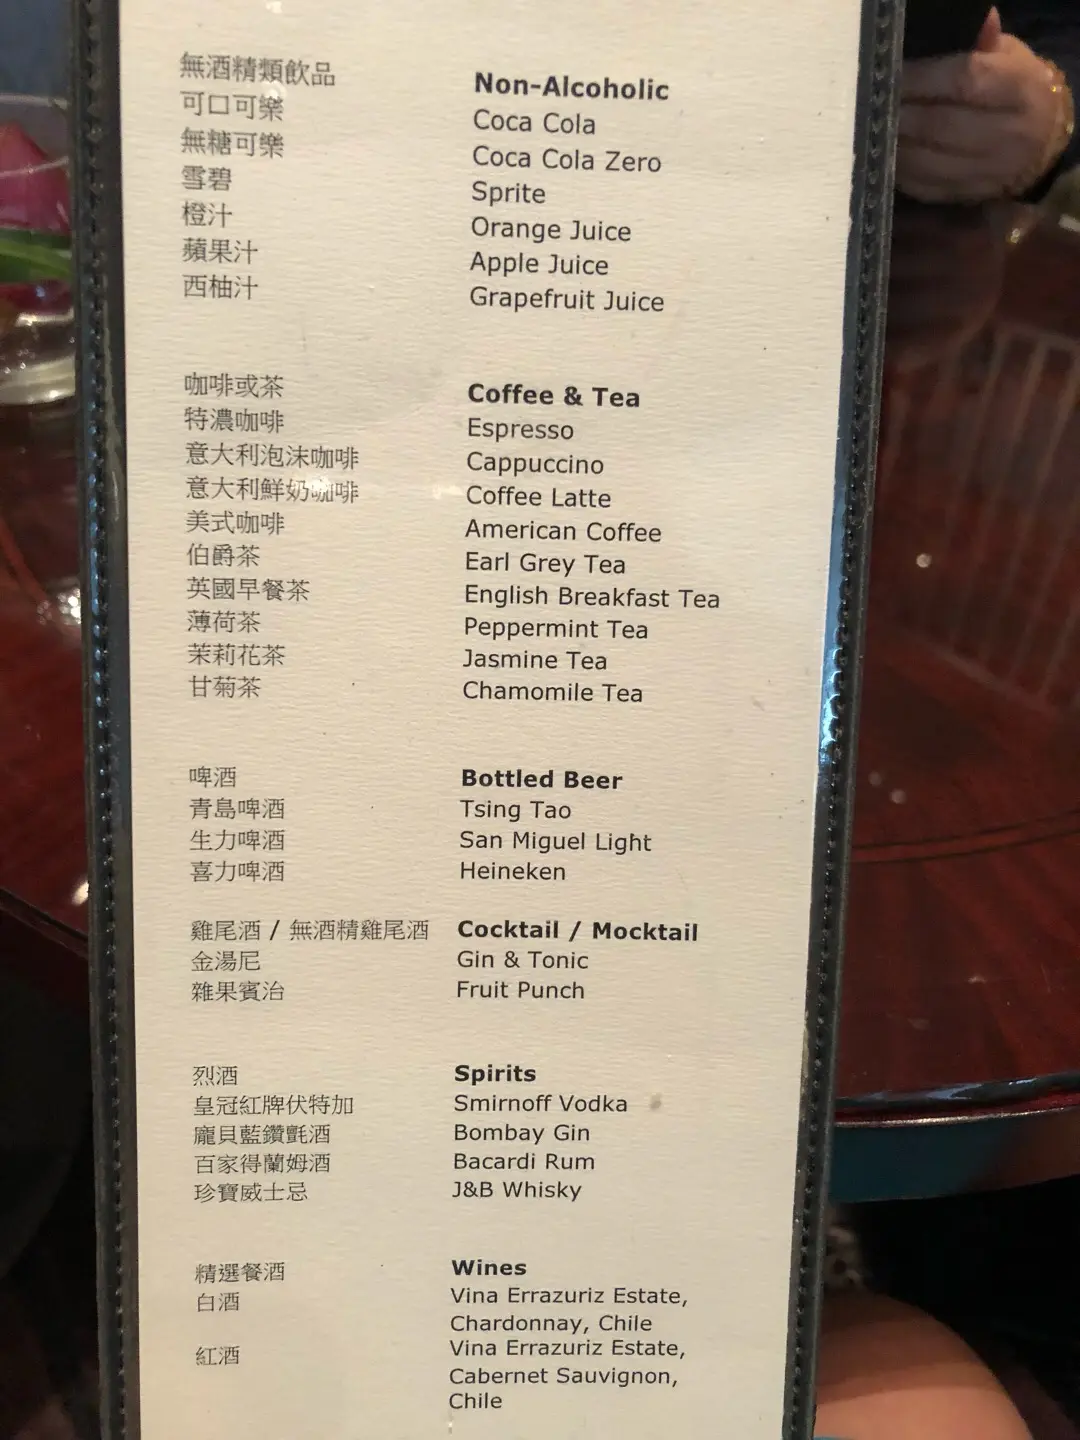 無酒精類飲品 Non-Alcoholic
可口可樂 Coca Cola
無糖可樂 Coca Cola Zero
雪碧 Sprite
橙汁 Orange Juice
蘋果汁 Apple Juice
西柚汁 Grapefruit Juice
咖啡或茶 Coffee & Tea
特濃咖啡 Espresso
意大利泡沫咖啡 Cappuccino
意大利鮮奶咖啡 Coffee Latte
美式咖啡 American Coffee
伯爵茶 Earl Grey Tea
英國早餐茶 English Breakfast Tea
薄荷茶 Peppermint Tea
茉莉花茶 Jasmine Tea
甘菊茶 Chamomile Tea
啤酒 Bottled Beer
青島啤酒 Tsing Tao
生力啤酒 San Miguel Light
喜力啤酒 Heineken
雞尾酒 / 無酒精雞尾酒 Cocktail / Mocktail
金湯尼 Gin & Tonic
雜果賓治 Fruit Punch
烈酒 Spirits
皇冠紅牌伏特加 Smirnoff Vodka
龐貝藍鑽氈酒 Bombay Gin
百家得蘭姆酒 Bacardi Rum
珍寶威士忌 J&B Whisky
精選餐酒 Wines
白酒 Vina Errazuriz Estate,
Chardonnay, Chile
紅酒 Vina Errazuriz Estate,
Cabernet Sauvignon,
Chile